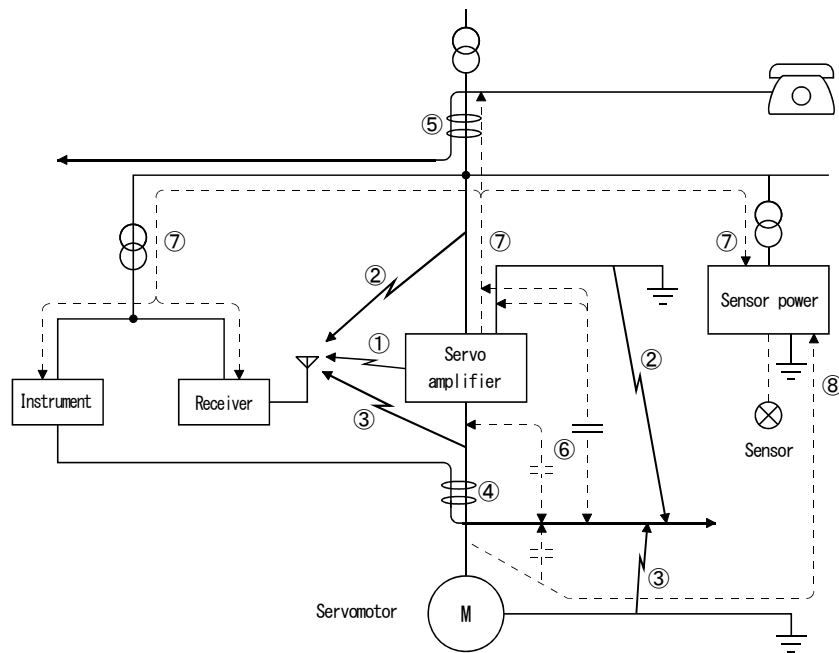 ⑤
⑦
⑦
⑦
②
Sensor power
①
Servo
amplifier
②
⑧
Instrument
Receiver
③
⑥
Sensor
④
③
Servomotor
M